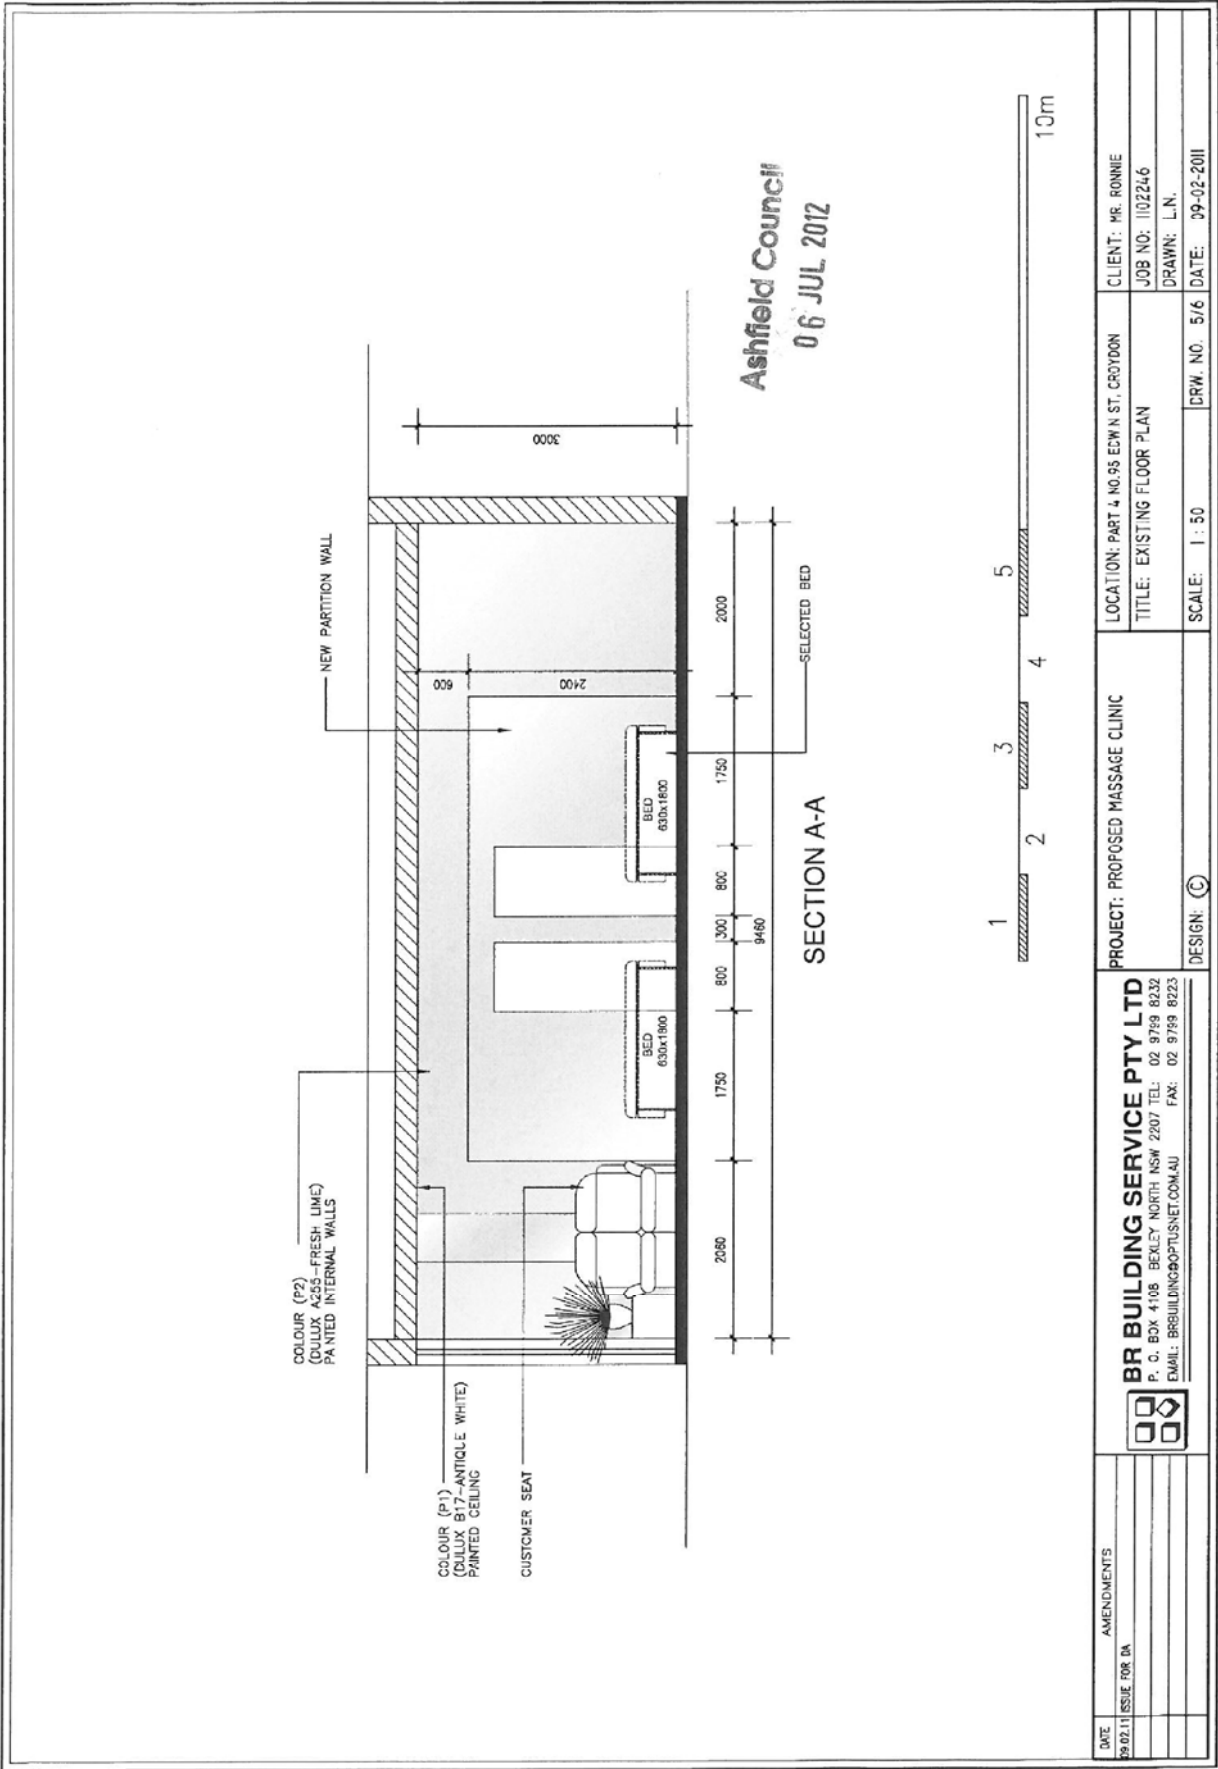 COLOUR (P2)
(DULUX A255-FRESH LIME)
PAINTED INTERNAL WALLS
NEW PARTITION WALL
COLOUR (P1)
(DULUX B17-ANTIQUE WHITE)
PAINTED CEILING
CUSTOMER SEAT
600
2400
3000
BED
630x1800
BED
630x1800
2060
1750
800
300
800
1750
2000
9460
SELECTED BED
SECTION A-A
Ashfield Council
06 JUL 2012
1
2
3
4
5
10m
DATE
AMENDMENTS
09.02.11 ISSUE FOR DA
BR BUILDING SERVICE PTY LTD
P. O. BOX 4108 BEXLEY NORTH NSW 2207 TEL: 02 9799 8232
EMAIL: BRBUILDING@OPTUSNET.COM.AU FAX: 02 9799 8223
PROJECT: PROPOSED MASSAGE CLINIC
DESIGN: ©
LOCATION: PART 4 NO.95 EDWIN ST, CROYDON
TITLE: EXISTING FLOOR PLAN
SCALE: 1 : 50
DRW. NO. 5/6
CLIENT: MR. RONNIE
JOB NO: 1102246
DRAWN: L.N.
DATE: 09-02-2011